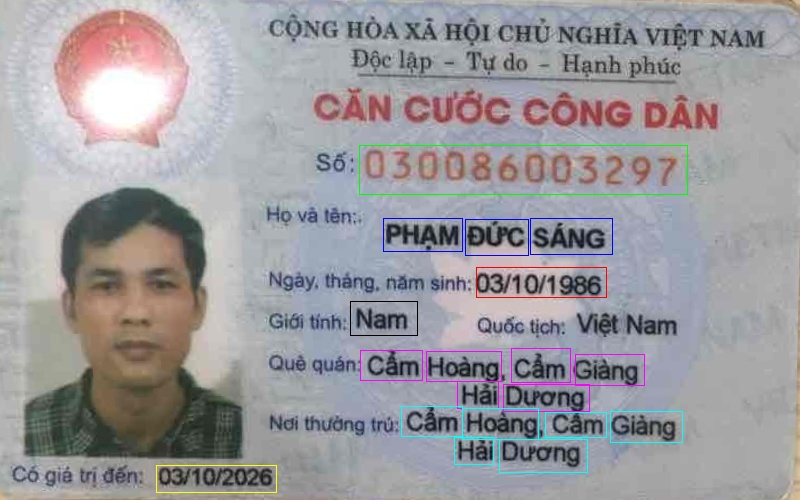 CỘNG HÒA XÃ HỘI CHỦ NGHĨA VIỆT NAM
Độc lập - Tự do - Hạnh phúc
CĂN CƯỚC CÔNG DÂN
Số: 030086003297
Họ và tên:
PHẠM ĐỨC SÁNG
Ngày, tháng, năm sinh: 03/10/1986
Giới tính: Nam Quốc tịch: Việt Nam
Quê quán: Cẩm Hoàng, Cẩm Giàng
Hải Dương
Nơi thường trú: Cẩm Hoàng, Cẩm Giàng
Hải Dương
Có giá trị đến: 03/10/2026